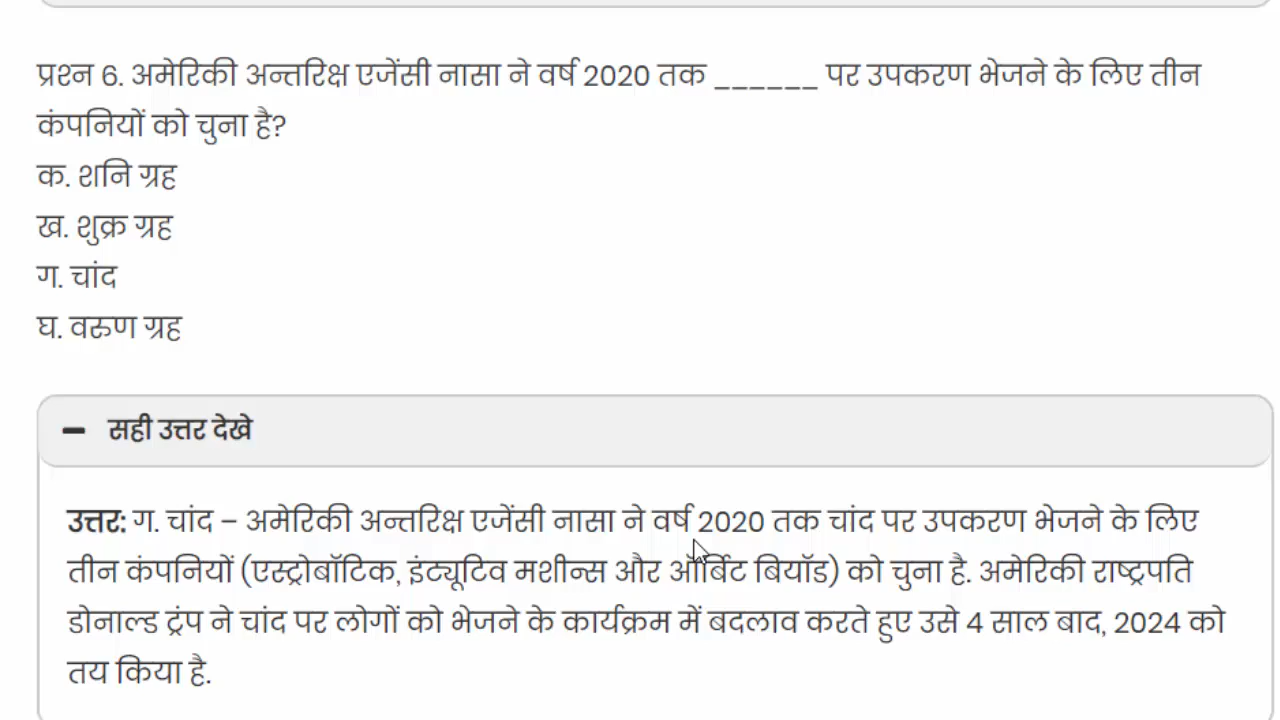 प्रश्न 6. अमेरिकी अन्तरिक्ष एजेंसी नासा ने वर्ष 2020 तक ______ पर उपकरण भेजने के लिए तीन
कंपनियों को चुना है?
क. शनि ग्रह
ख. शुक्र ग्रह
ग. चांद
घ. वरुण ग्रह
सही उत्तर देखे
उत्तर: ग. चांद – अमेरिकी अन्तरिक्ष एजेंसी नासा ने वर्ष 2020 तक चांद पर उपकरण भेजने के लिए
तीन कंपनियों (एस्ट्रोबॉटिक, इंट्यूटिव मशीन्स और ऑर्बिट बियॉड) को चुना है. अमेरिकी राष्ट्रपति
डोनाल्ड ट्रंप ने चांद पर लोगों को भेजने के कार्यक्रम में बदलाव करते हुए उसे 4 साल बाद, 2024 को
तय किया है.